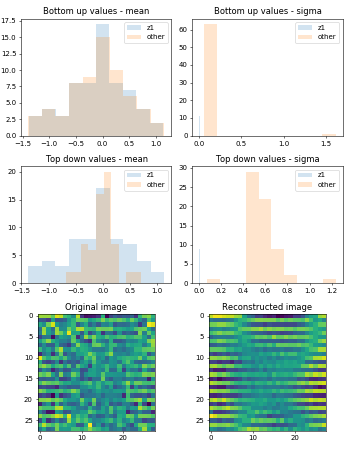 Bottom up values - mean
Bottom up values - sigma
17.5
15.0
12.5
10.0
7.5
5.0
2.5
0.0
z1
other
−1.5 −1.0 −0.5 0.0 0.5 1.0
60
50
40
30
20
10
0
z1
other
0.0 0.5 1.0 1.5
Top down values - mean
Top down values - sigma
20
15
10
5
0
z1
other
−1.5 −1.0 −0.5 0.0 0.5 1.0
30
25
20
15
10
5
0
z1
other
0.0 0.2 0.4 0.6 0.8 1.0 1.2
Original image
Reconstructed image
0
5
10
15
20
25
0 10 20
0
5
10
15
20
25
0 10 20